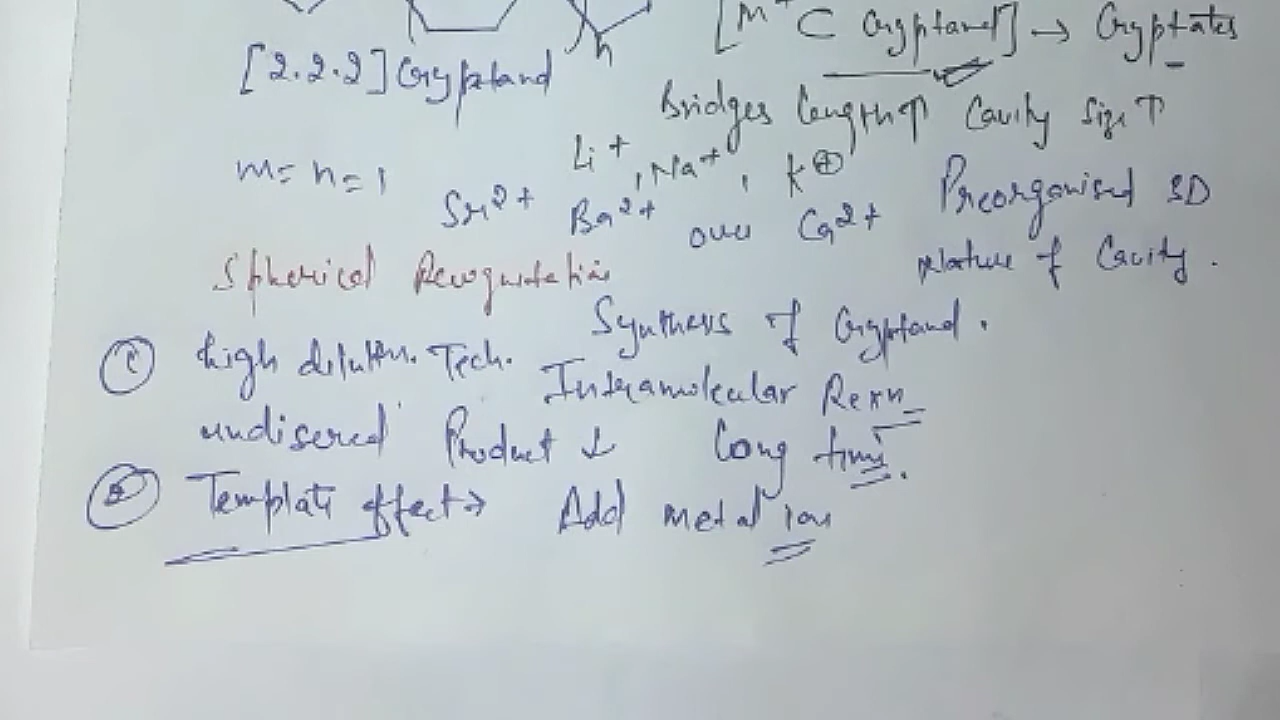 n
[M+ ⊂ Cryptand] → Cryptates
[2.2.2] Cryptand
Bridges length↑ Cavity Size ↑
m = n = 1
Li+, Na+, K⊕
Sr2+ Ba2+ over Ca2+
Preorganised 3D
nature of Cavity.
Spherical Recognitation
Synthesis of Cryptand.
① high dilution. Tech.
Intramolecular Rexn
undisered Product ↓ Long time.
② Template effect → Add metal ion